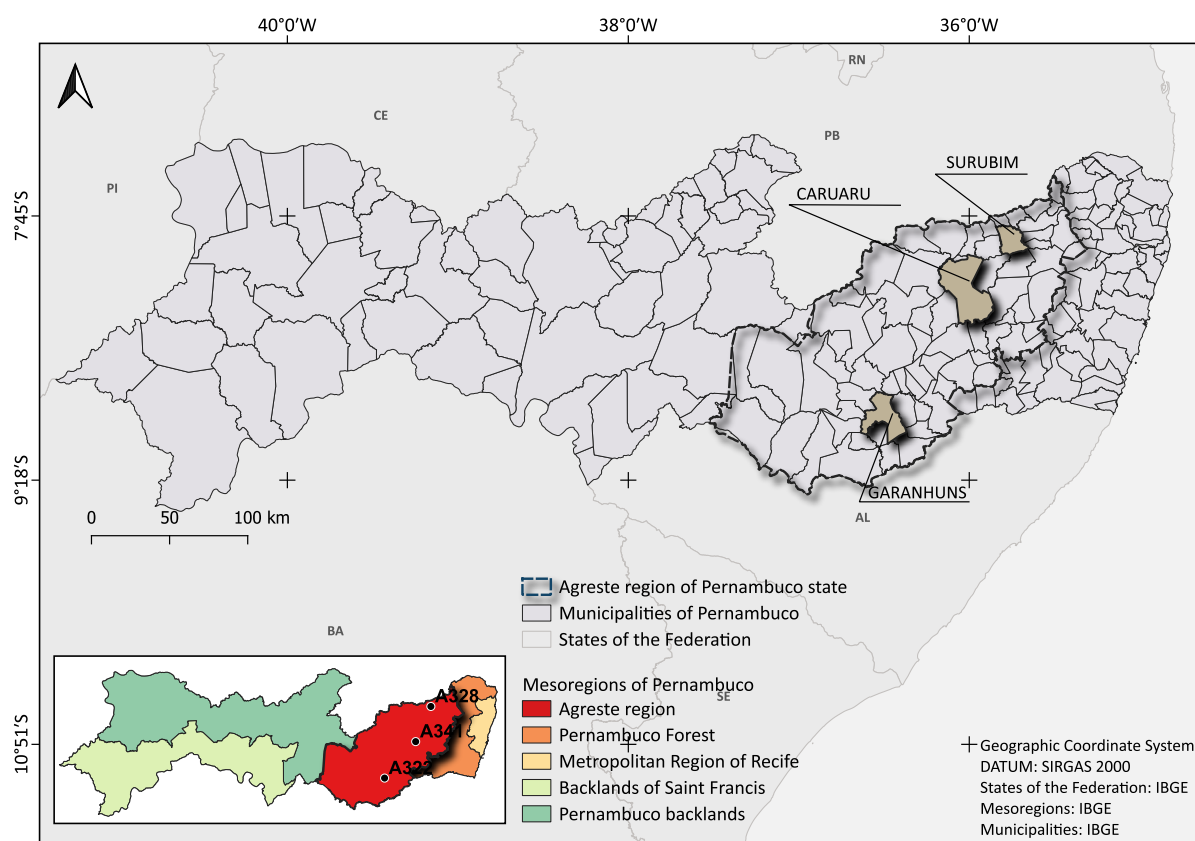 40°0'W
38°0'W
36°0'W
RN
CE
PB
PI
SURUBIM
CARUARU
7°45'S
9°18'S
GARANHUNS
AL
0
50
100 km
Agreste region of Pernambuco state
Municipalities of Pernambuco
States of the Federation
BA
Mesoregions of Pernambuco
SE
Agreste region
Pernambuco Forest
Metropolitan Region of Recife
Backlands of Saint Francis
Pernambuco backlands
A328
A341
A322
10°51'S
Geographic Coordinate System
DATUM: SIRGAS 2000
States of the Federation: IBGE
Mesoregions: IBGE
Municipalities: IBGE